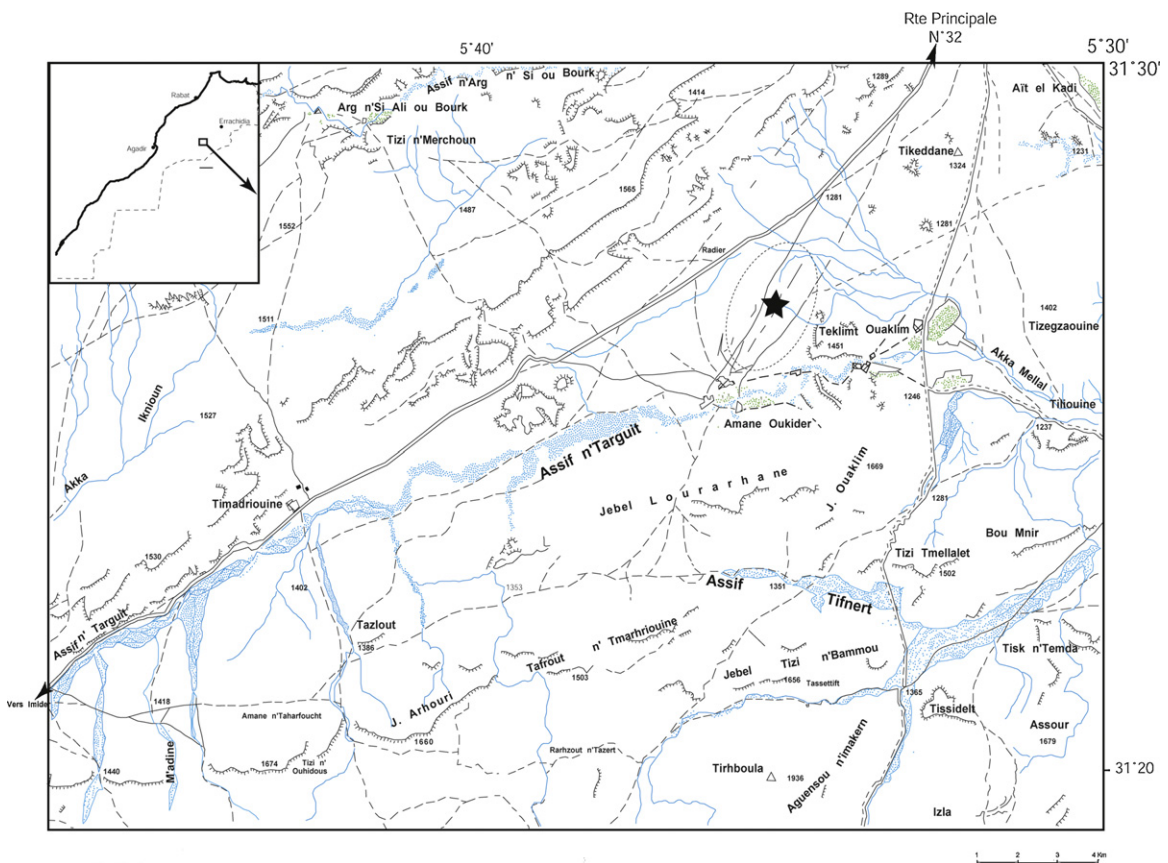 Rte Principale
N°32
5°40'
5°30'
31°30'
Rabat
Errachidia
Agadir
Assif n'Arg
n' Si ou Bourk
Arg n'Si Ali ou Bourk
Tizi n'Merchoun
1289
1414
Aït el Kadi
Tikeddane
1324
1231
1565
1487
1552
1281
1281
Radier
1511
1402
Tizegzaouine
Teklimt Ouaklim
1451
Akka Mellal
Iknioun
1527
Akka
1246
Tihouine
1237
Amane Oukider
Assif n'Targuit
Jebel Lourarhane
J. Ouaklim
1669
Timadriouine
1281
Bou Mnir
1530
Tizi Tmellalet
1502
1402
1353
Assif
1351
Tifnert
Assif n' Targuit
Tazlout
1386
Tafrout
n' Tmarhriouine
1503
Jebel
Tizi
n'Bammou
1656
Tassettift
Tisk n'Temda
1365
Vers Imider
1418
Amane n'Taharfoucht
J. Arhouri
1660
Tissidelt
Assour
1679
M'adine
1440
1674
Tizi n'
Ouhidous
Rarhzout n'Tazert
Tirhboula
1936
Aguensou n'imakern
31°20
Izla
1
2
3
4 Km